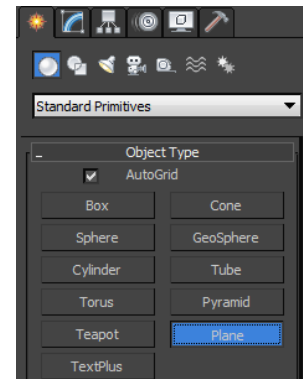 Standard Primitives
- Object Type
AutoGrid
Box Cone
Sphere GeoSphere
Cylinder Tube
Torus Pyramid
Teapot Plane
TextPlus